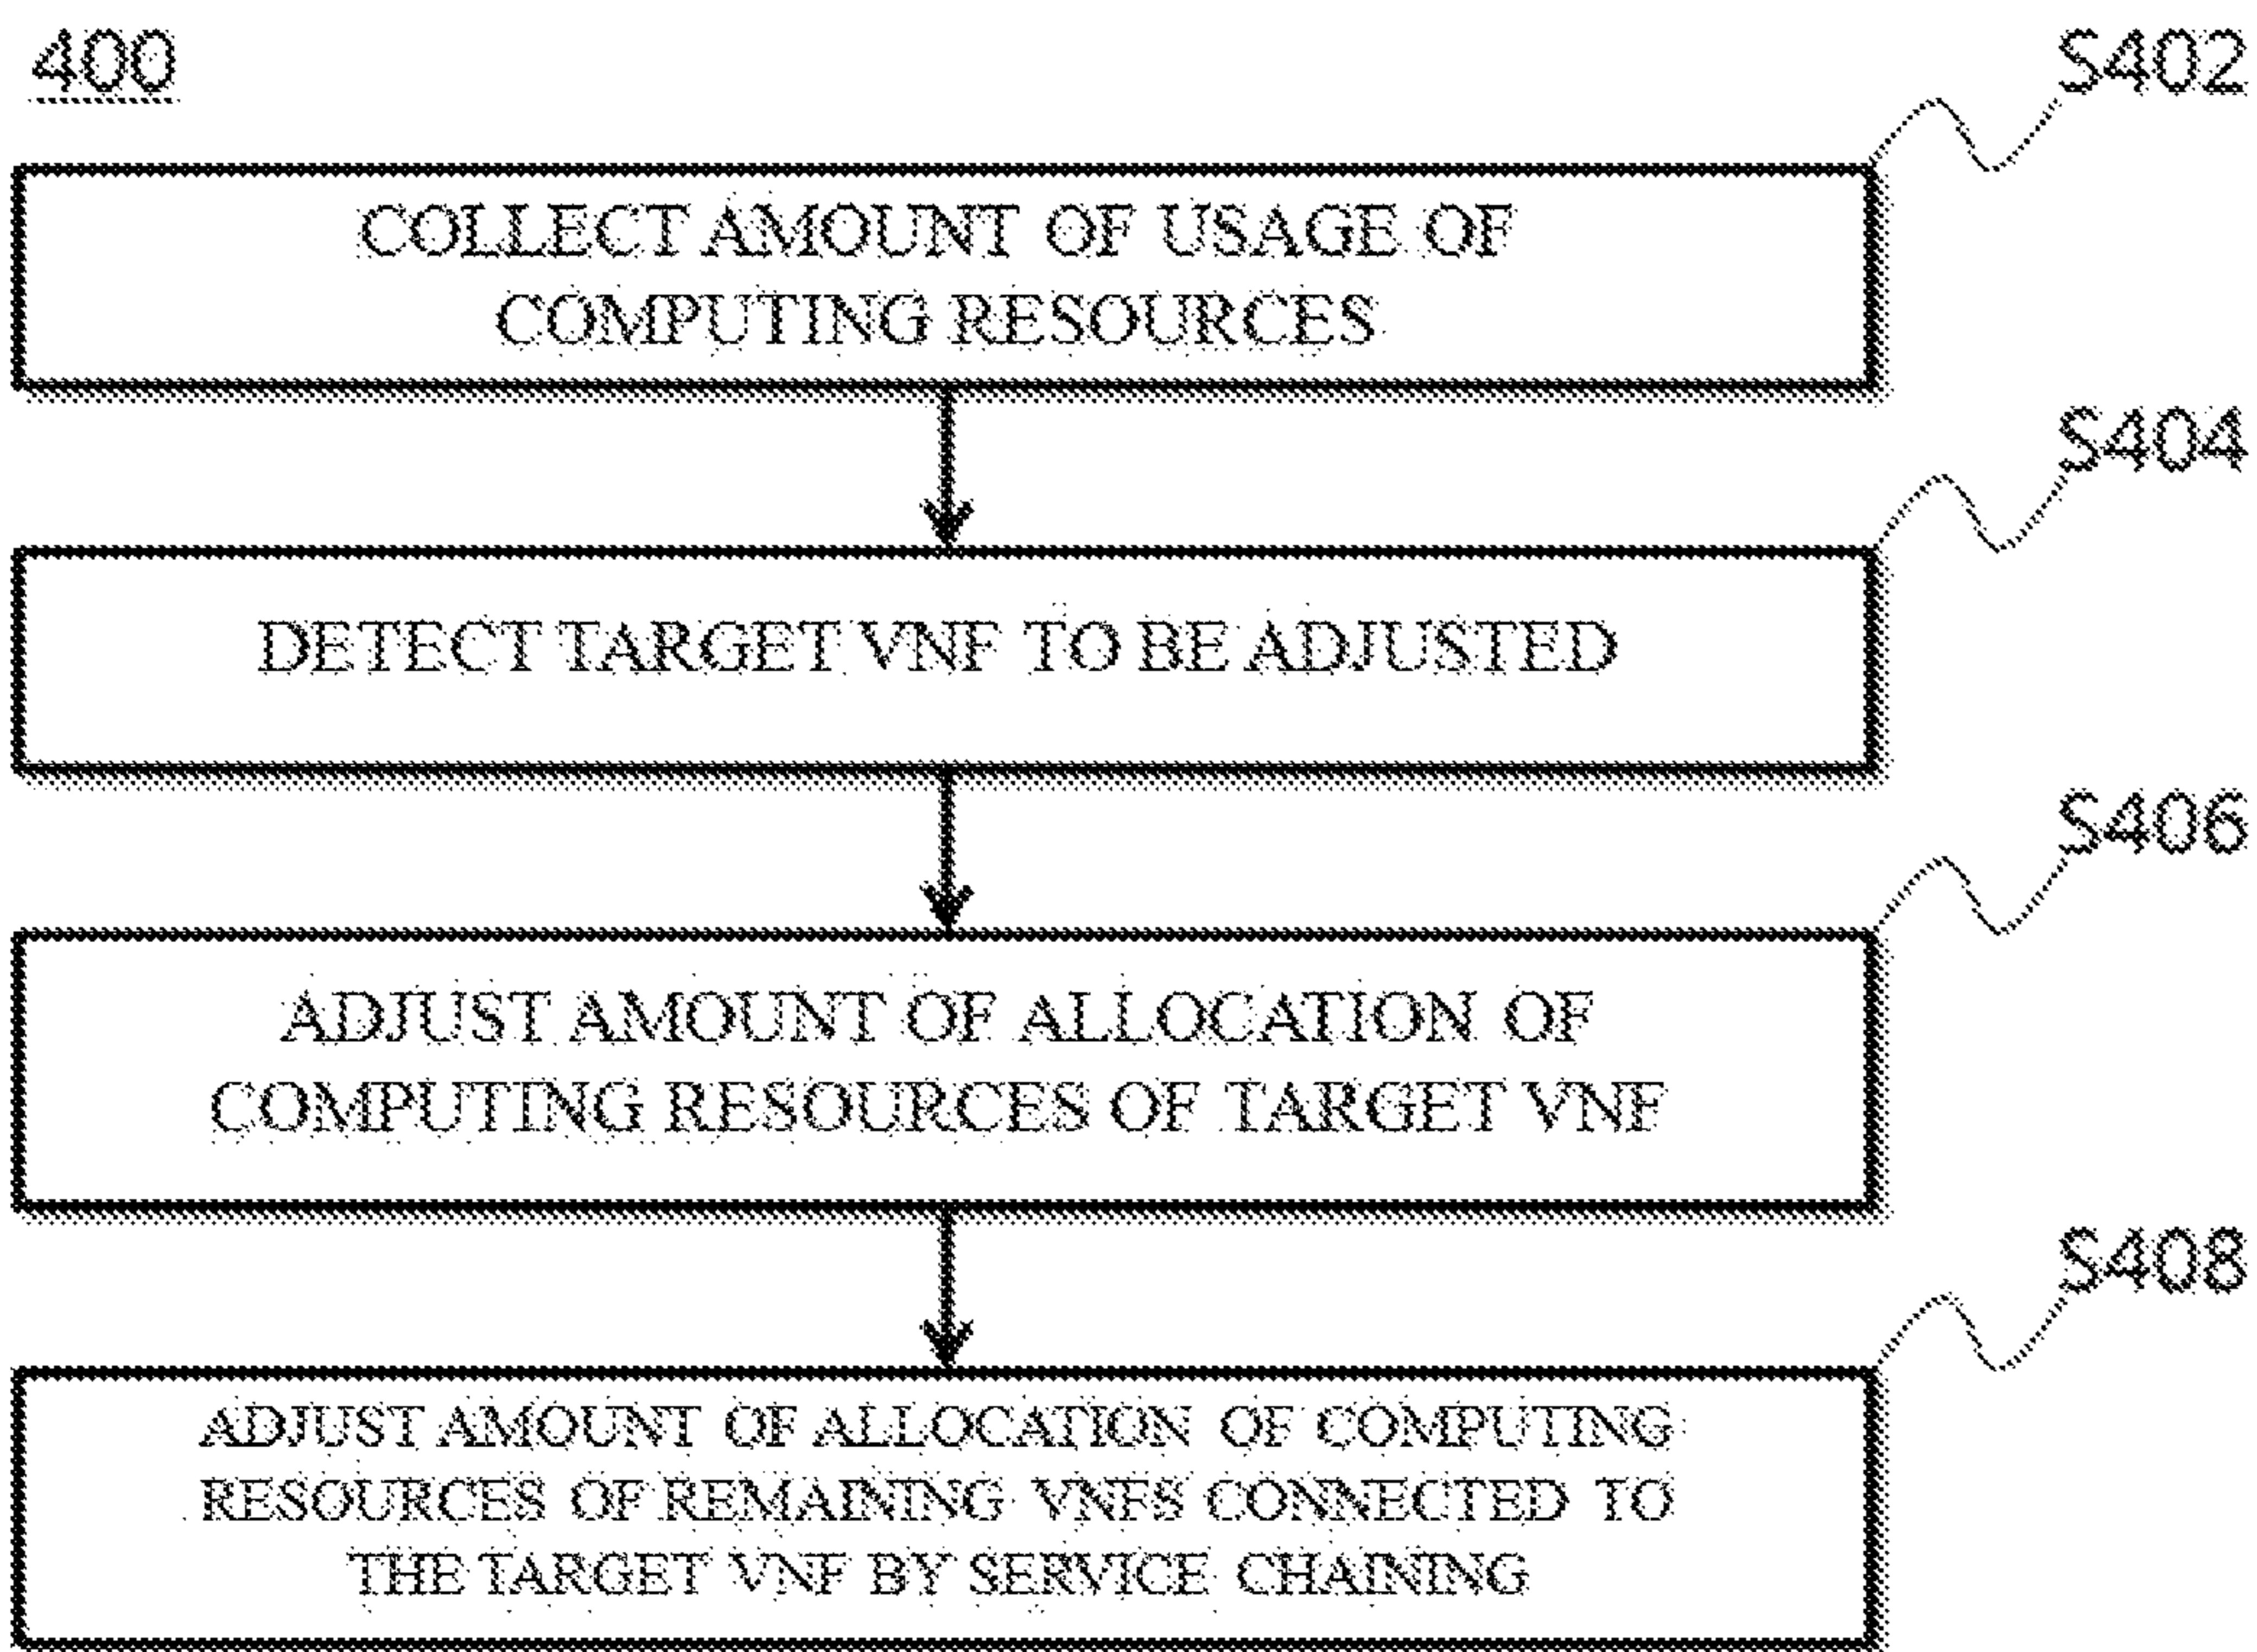 400
S402
COLLECT AMOUNT OF USAGE OF
COMPUTING RESOURCES
S404
DETECT TARGET VNF TO BE ADJUSTED
S406
ADJUST AMOUNT OF ALLOCATION OF
COMPUTING RESOURCES OF TARGET VNF
S408
ADJUST AMOUNT OF ALLOCATION OF COMPUTING
RESOURCES OF REMAINING VNFS CONNECTED TO
THE TARGET VNF BY SERVICE CHAINING